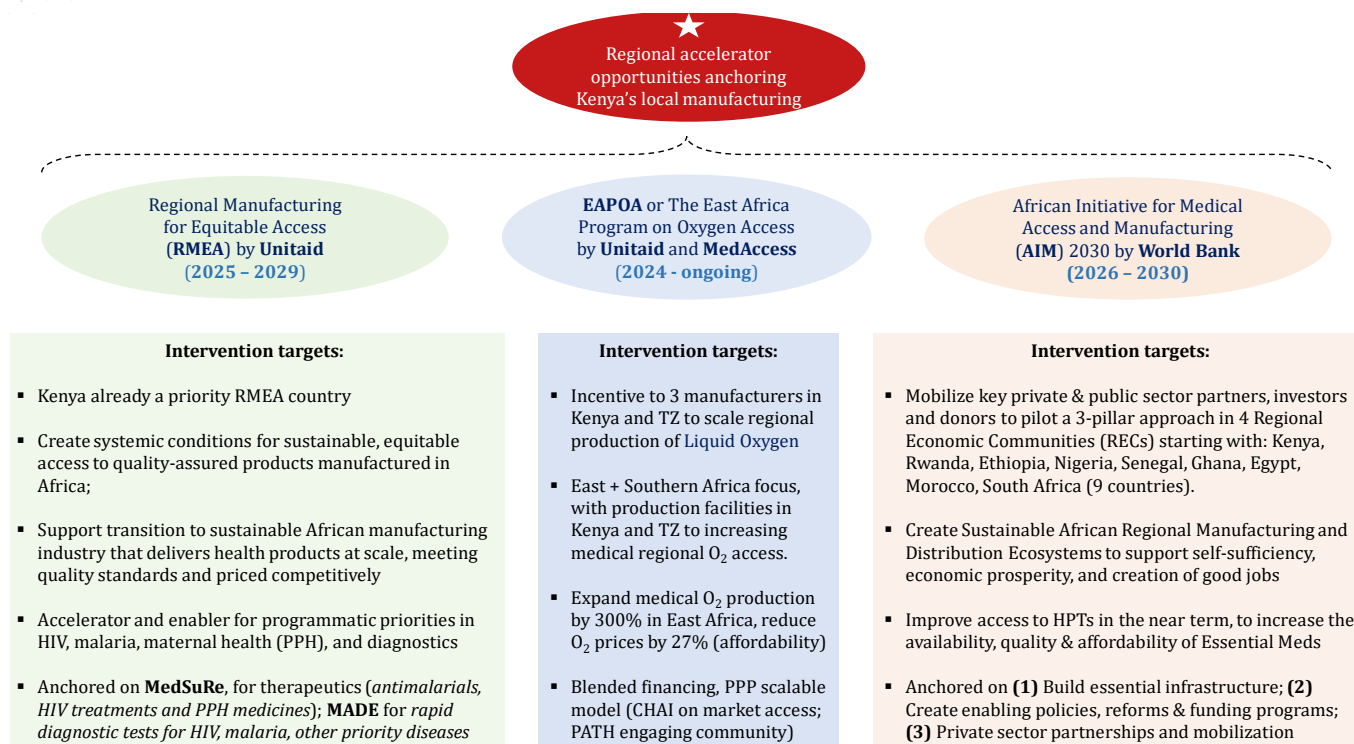 Regional accelerator
opportunities anchoring
Kenya's local manufacturing
Regional Manufacturing
for Equitable Access
(RMEA) by Unitaid
(2025 – 2029)
EAPOA or The East Africa
Program on Oxygen Access
by Unitaid and MedAccess
(2024 - ongoing)
African Initiative for Medical
Access and Manufacturing
(AIM) 2030 by World Bank
(2026 – 2030)
Intervention targets:
▪ Kenya already a priority RMEA country
▪ Create systemic conditions for sustainable, equitable
access to quality-assured products manufactured in
Africa;
▪ Support transition to sustainable African manufacturing
industry that delivers health products at scale, meeting
quality standards and priced competitively
▪ Accelerator and enabler for programmatic priorities in
HIV, malaria, maternal health (PPH), and diagnostics
▪ Anchored on MedSuRe, for therapeutics (antimalarials,
HIV treatments and PPH medicines); MADE for rapid
diagnostic tests for HIV, malaria, other priority diseases
Intervention targets:
▪ Incentive to 3 manufacturers in
Kenya and TZ to scale regional
production of Liquid Oxygen
▪ East + Southern Africa focus,
with production facilities in
Kenya and TZ to increasing
medical regional O₂ access.
▪ Expand medical O₂ production
by 300% in East Africa, reduce
O₂ prices by 27% (affordability)
▪ Blended financing, PPP scalable
model (CHAI on market access;
PATH engaging community)
Intervention targets:
▪ Mobilize key private & public sector partners, investors
and donors to pilot a 3-pillar approach in 4 Regional
Economic Communities (RECs) starting with: Kenya,
Rwanda, Ethiopia, Nigeria, Senegal, Ghana, Egypt,
Morocco, South Africa (9 countries).
▪ Create Sustainable African Regional Manufacturing and
Distribution Ecosystems to support self-sufficiency,
economic prosperity, and creation of good jobs
▪ Improve access to HPTs in the near term, to increase the
availability, quality & affordability of Essential Meds
▪ Anchored on (1) Build essential infrastructure; (2)
Create enabling policies, reforms & funding programs;
(3) Private sector partnerships and mobilization